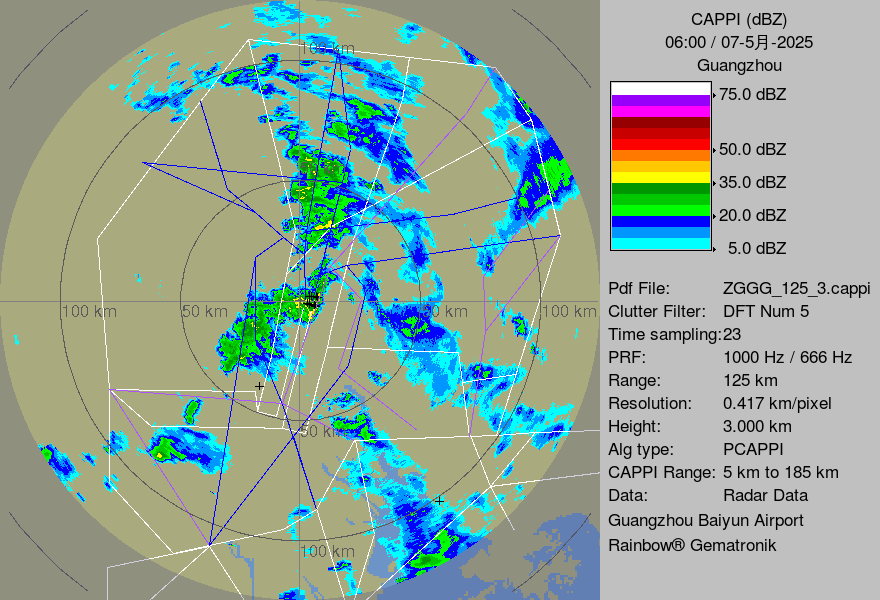 CAPPI (dBZ)
06:00 / 07-5月-2025
Guangzhou
75.0 dBZ
50.0 dBZ
35.0 dBZ
20.0 dBZ
5.0 dBZ
Pdf File: ZGGG_125_3.cappi
Clutter Filter: DFT Num 5
Time sampling:23
PRF: 1000 Hz / 666 Hz
Range: 125 km
Resolution: 0.417 km/pixel
Height: 3.000 km
Alg type: PCAPPI
CAPPI Range: 5 km to 185 km
Data: Radar Data
Guangzhou Baiyun Airport
Rainbow® Gematronik
100 km
50 km
km
100 km
50 km
100 km